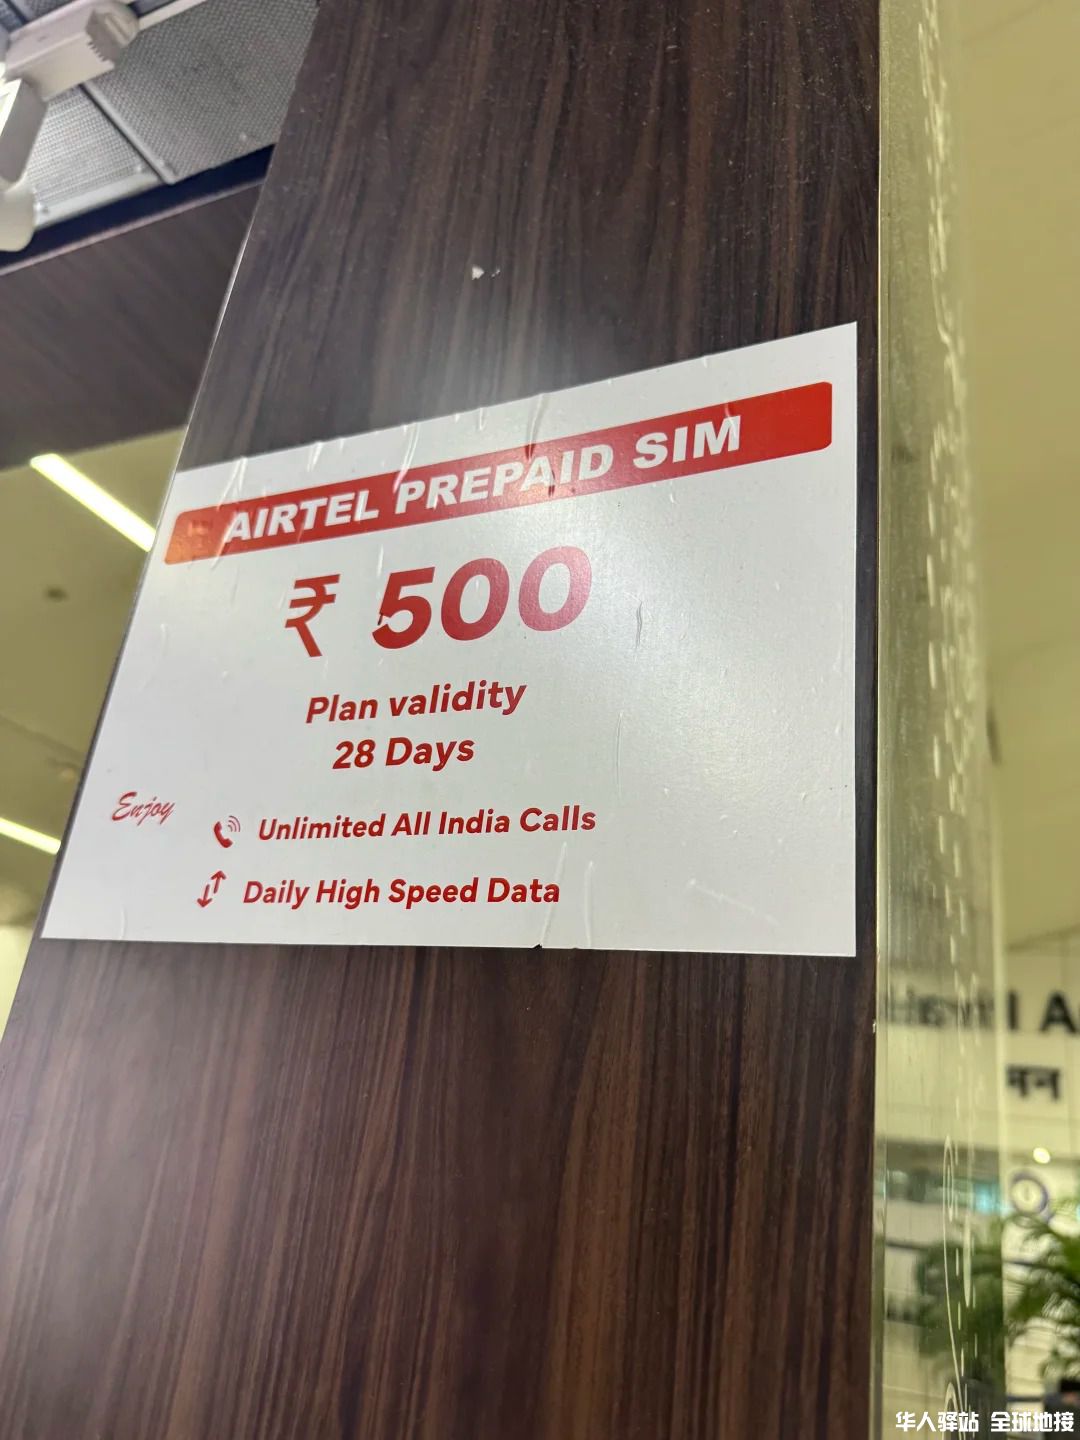 AIRTEL PREPAID SIM
₹ 500
Plan validity
28 Days
Enjoy
Unlimited All India Calls
Daily High Speed Data
华人驿站 全球地接